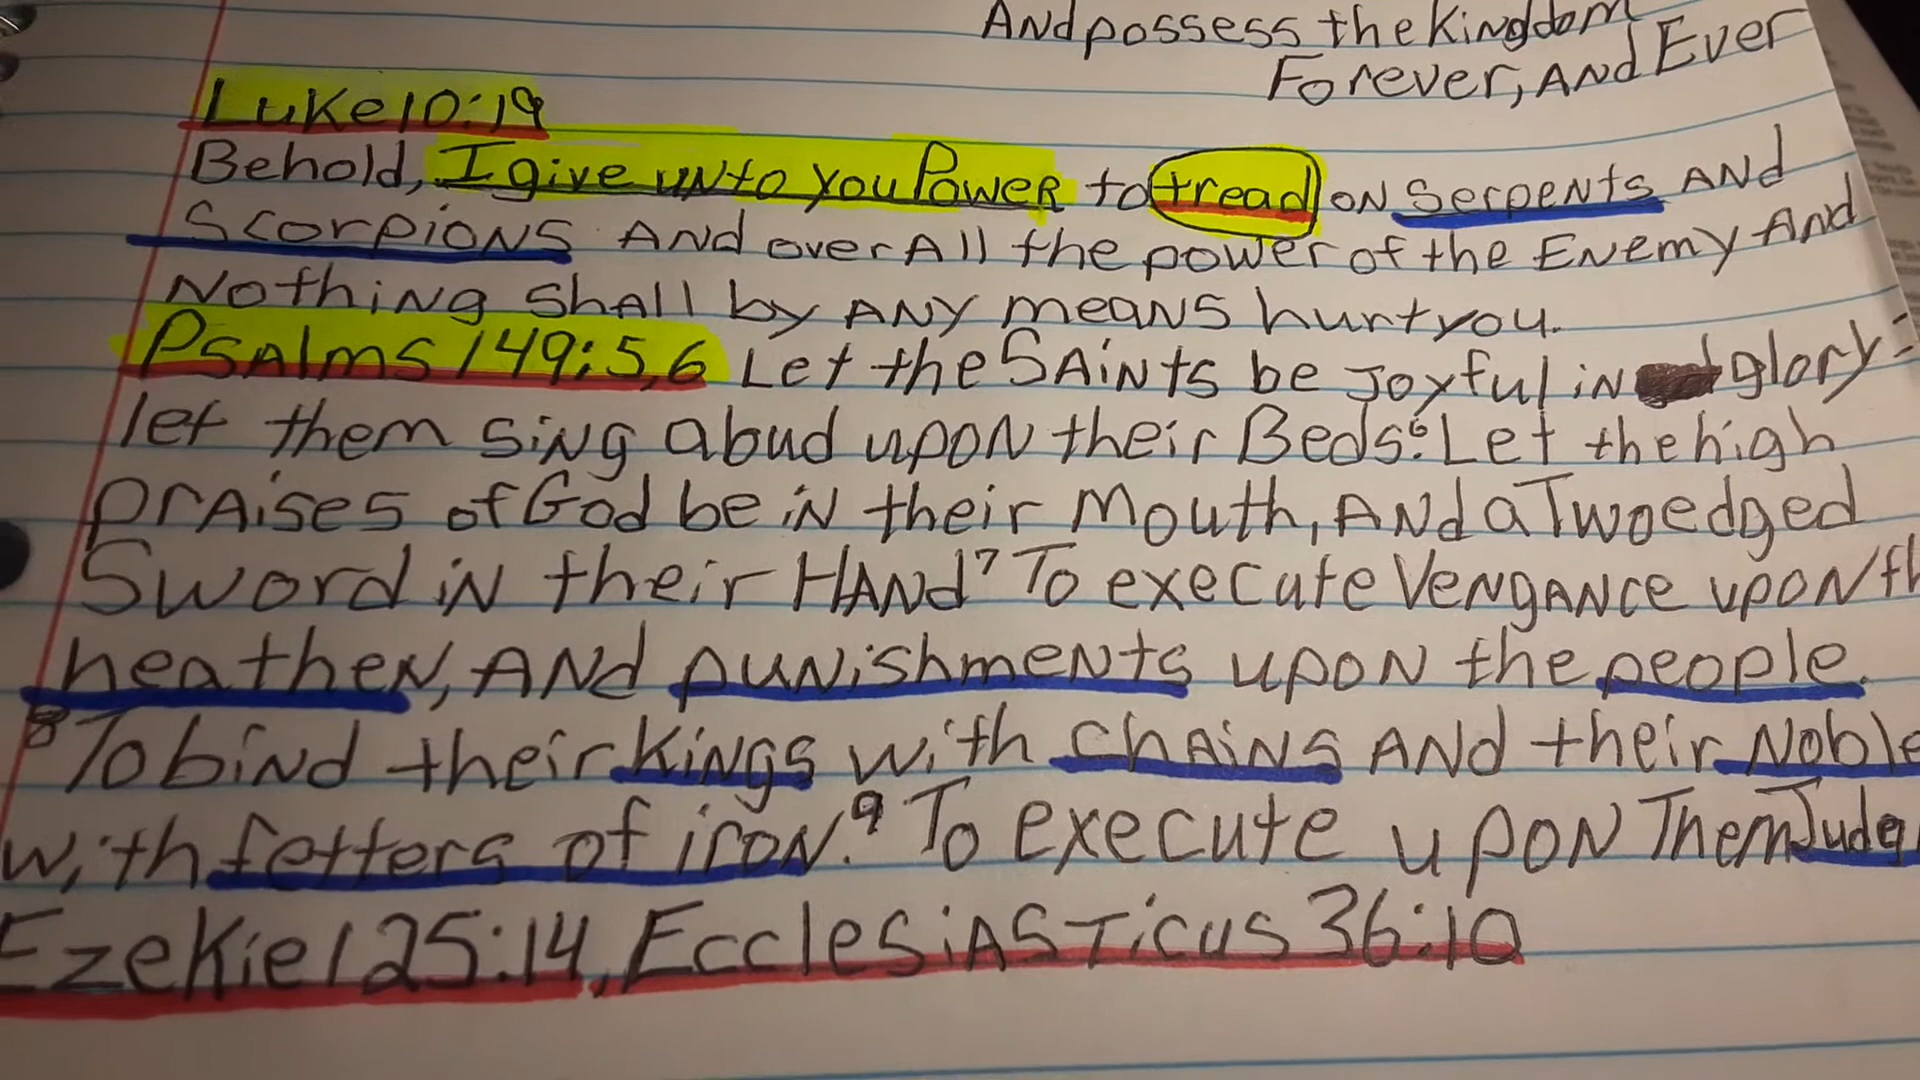 And possess the Kingdom
Forever, And Ever
Luke 10:19
Behold, I give unto you Power to tread on Serpents And
Scorpions And over All the power of the Enemy And
Nothing Shall by Any means hurt you.
Psalms 149:5,6 Let the Saints be Joyful in glory:
let them sing aloud upon their Beds: 6 Let the high
praises of God be in their Mouth, And a Twoedged
Sword in their HAND 7 To execute Vengance upon th
heathen, And punishments upon the people.
8 To bind their Kings with Chains And their Noble
with fetters of iron. 9 To execute upon Them Judg
Ezekiel 25:14, Ecclesiasticus 36:10